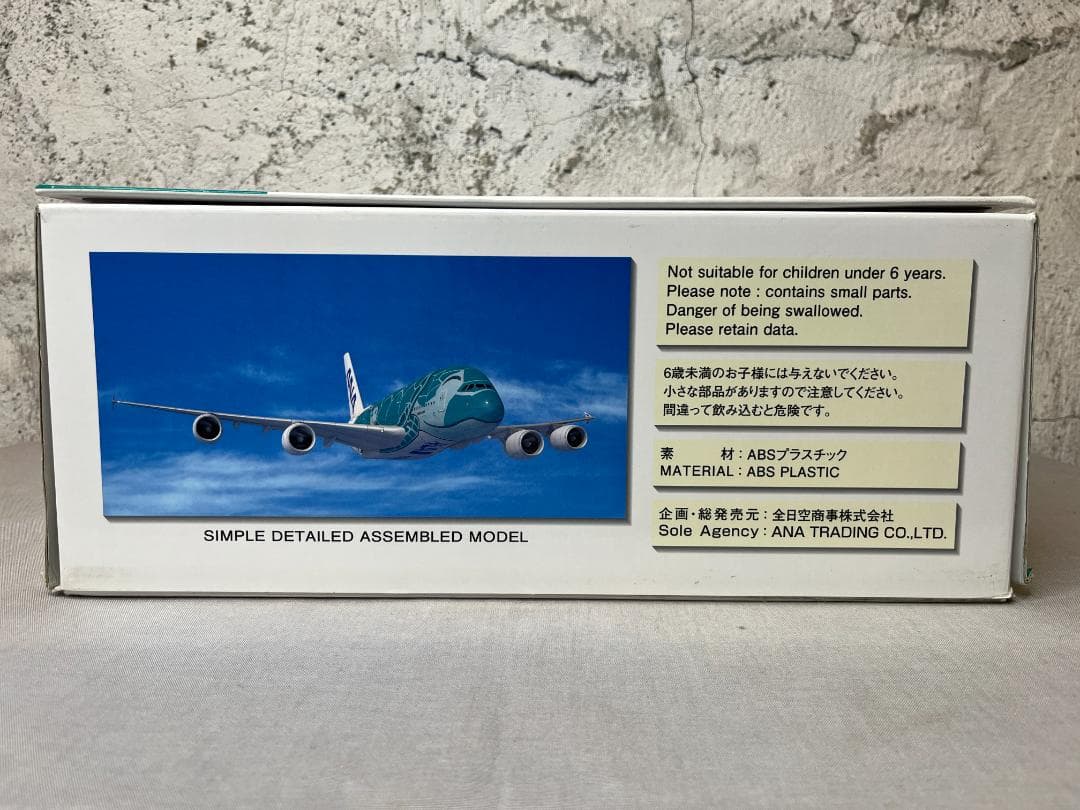 ANA
SIMPLE DETAILED ASSEMBLED MODEL
Not suitable for children under 6 years.
Please note : contains small parts.
Danger of being swallowed.
Please retain data.
6歳未満のお子様には与えないでください。
小さな部品がありますので注意してください。
間違って飲み込むと危険です。
素　　材：ABSプラスチック
MATERIAL : ABS PLASTIC
企画・総発売元：全日空商事株式会社
Sole Agency : ANA TRADING CO.,LTD.